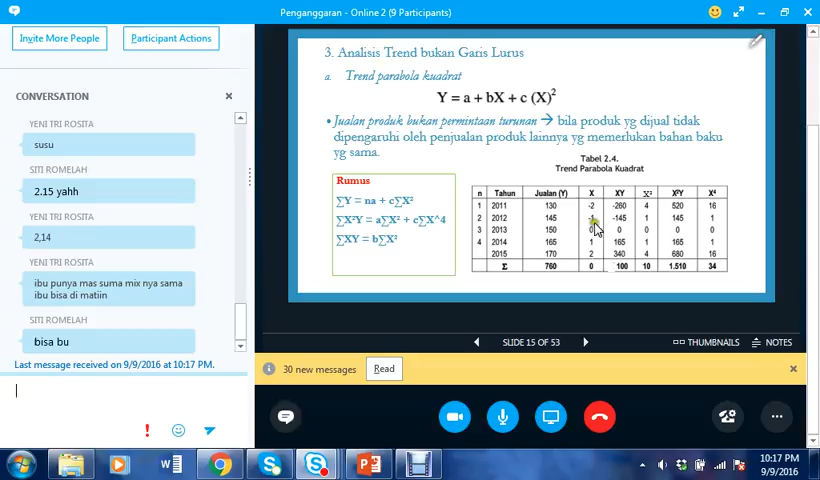 Penganggaran - Online 2 (9 Participants)
Invite More People
Participant Actions
CONVERSATION
YENI TRI ROSITA
susu
SITI ROMELAH
2.15 yahh
YENI TRI ROSITA
2,14
YENI TRI ROSITA
ibu punya mas suma mix nya sama
ibu bisa di matiin
SITI ROMELAH
bisa bu
Last message received on 9/9/2016 at 10:17 PM.
3. Analisis Trend bukan Garis Lurus
a. Trend parabola kuadrat
Y = a + bX + c (X)²
• Jualan produk bukan permintaan turunan → bila produk yg dijual tidak
dipengaruhi oleh penjualan produk lainnya yg memerlukan bahan baku
yg sama.
Rumus
∑Y = na + c∑X²
∑X²Y = a∑X² + c∑X^4
∑XY = b∑X²
Tabel 2.4.
Trend Parabola Kuadrat
n Tahun Jualan (Y) X XY X² X²Y X⁴
1 2011 130 -2 -260 4 520 16
2 2012 145 -1 -145 1 145 1
3 2013 150 0 0 0 0 0
4 2014 165 1 165 1 165 1
2015 170 2 340 4 680 16
Σ 760 0 100 10 1.510 34
SLIDE 15 OF 53
THUMBNAILS
NOTES
30 new messages
Read
10:17 PM
9/9/2016